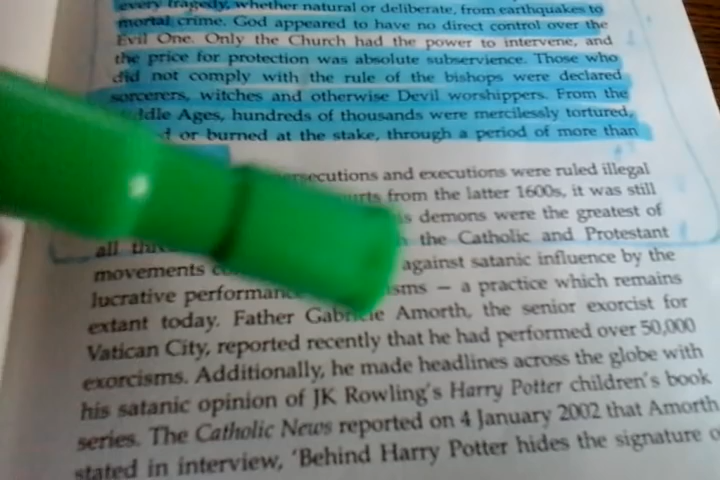 every tragedy, whether natural or deliberate, from earthquakes to
mortal crime. God appeared to have no direct control over the
Evil One. Only the Church had the power to intervene, and
the price for protection was absolute subservience. Those who
did not comply with the rule of the bishops were declared
sorcerers, witches and otherwise Devil worshippers. From the
ddle Ages, hundreds of thousands were mercilessly tortured,
d or burned at the stake, through a period of more than
rsecutions and executions were ruled illegal
urts from the latter 1600s, it was still
is demons were the greatest of
all the Catholic and Protestant
movements against satanic influence by the
lucrative performanc isms – a practice which remains
extant today. Father Gabriele Amorth, the senior exorcist for
Vatican City, reported recently that he had performed over 50,000
exorcisms. Additionally, he made headlines across the globe with
his satanic opinion of JK Rowling's Harry Potter children's book
series. The Catholic News reported on 4 January 2002 that Amorth
stated in interview, 'Behind Harry Potter hides the signature o